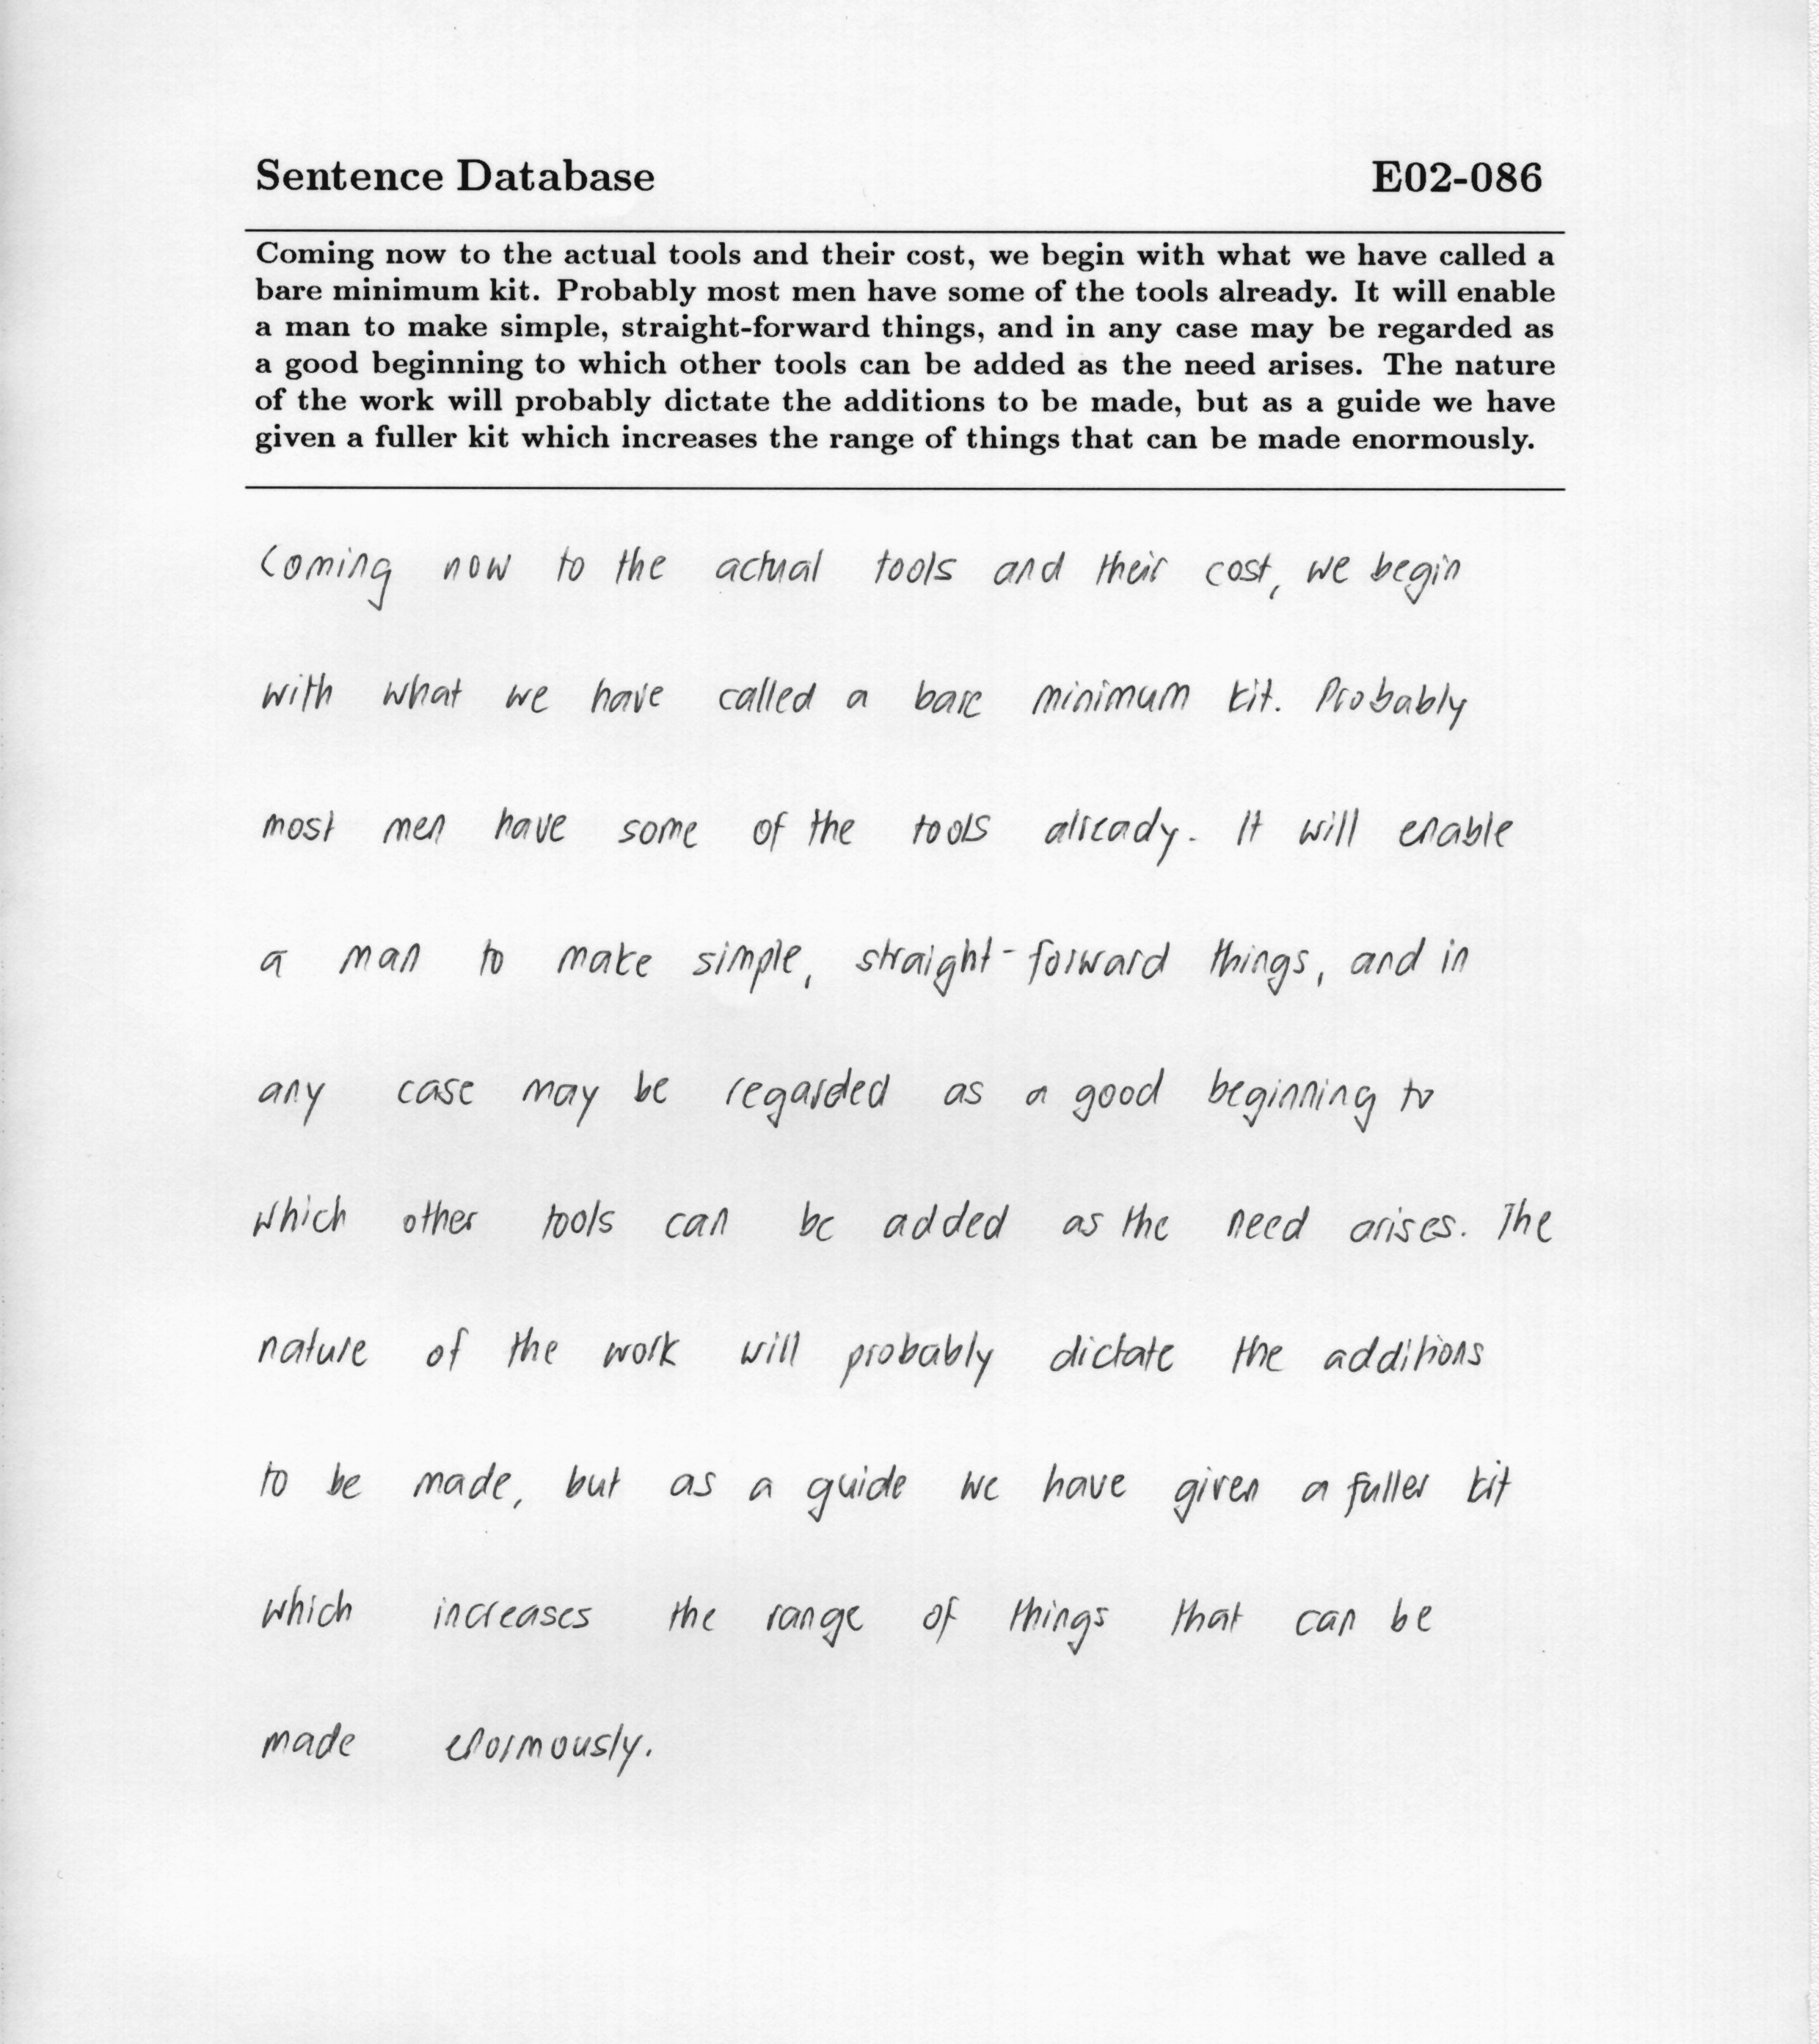 Sentence Database E02-086
Coming now to the actual tools and their cost, we begin with what we have called a
bare minimum kit. Probably most men have some of the tools already. It will enable
a man to make simple, straight-forward things, and in any case may be regarded as
a good beginning to which other tools can be added as the need arises. The nature
of the work will probably dictate the additions to be made, but as a guide we have
given a fuller kit which increases the range of things that can be made enormously.
Coming now to the actual tools and their cost, we begin
with what we have called a bare minimum kit. Probably
most men have some of the tools already. It will enable
a man to make simple, straight-forward things, and in
any case may be regarded as a good beginning to
which other tools can be added as the need arises. The
nature of the work will probably dictate the additions
to be made, but as a guide we have given a fuller kit
which increases the range of things that can be
made enormously.